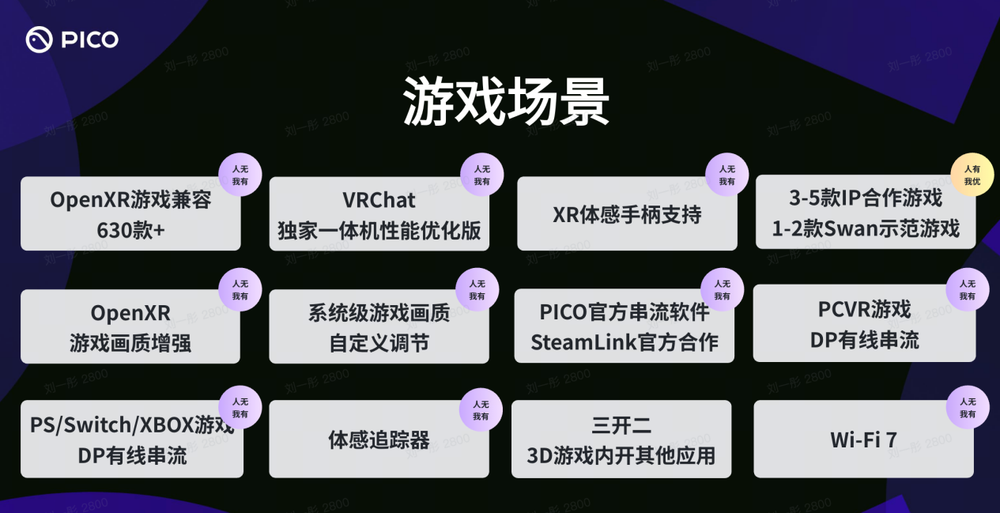 PICO
游戏场景
人无
我有
OpenXR游戏兼容
630款+
人无
我有
VRChat
独家一体机性能优化版
人无
我有
XR体感手柄支持
人有
我优
3-5款IP合作游戏
1-2款Swan示范游戏
人无
我有
OpenXR
游戏画质增强
人无
我有
系统级游戏画质
自定义调节
人无
我有
PICO官方串流软件
SteamLink官方合作
人无
我有
PCVR游戏
DP有线串流
人无
我有
PS/Switch/XBOX游戏
DP有线串流
人无
我有
体感追踪器
三开二
3D游戏内开其他应用
人无
我有
Wi-Fi 7
刘一彤 2800